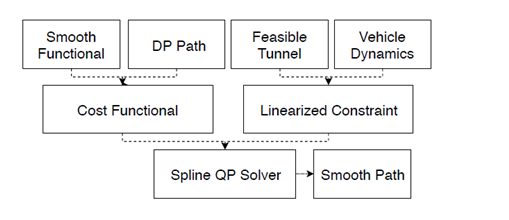 Smooth
Functional
DP Path
Feasible
Tunnel
Vehicle
Dynamics
Cost Functional
Linearized Constraint
Spline QP Solver
Smooth Path